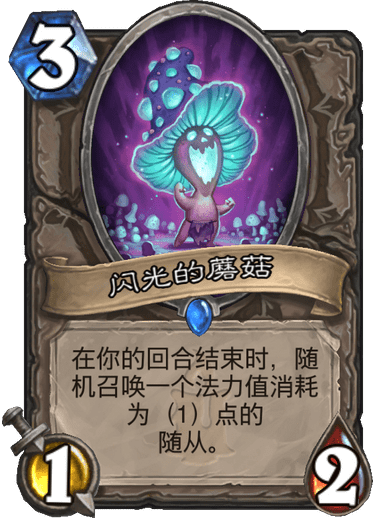 3
闪光的蘑菇
在你的回合结束时，随
机召唤一个法力值消耗
为（1）点的
随从。
1
2